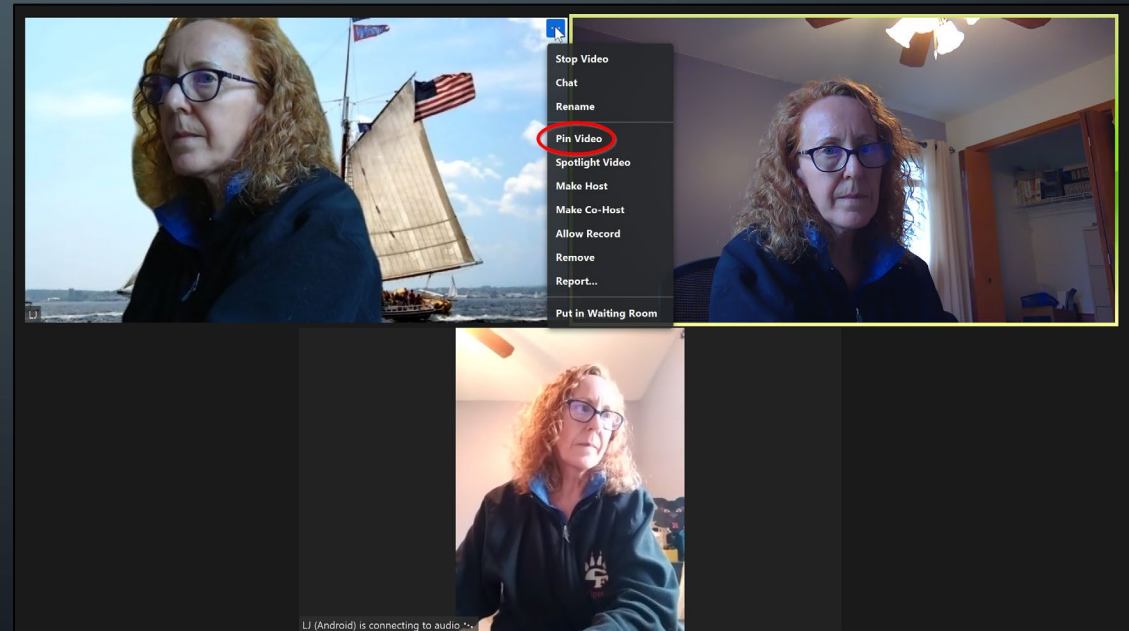 Stop Video
Chat
Rename
Pin Video
Spotlight Video
Make Host
Make Co-Host
Allow Record
Remove
Report...
Put in Waiting Room
LJ
LJ (Android) is connecting to audio